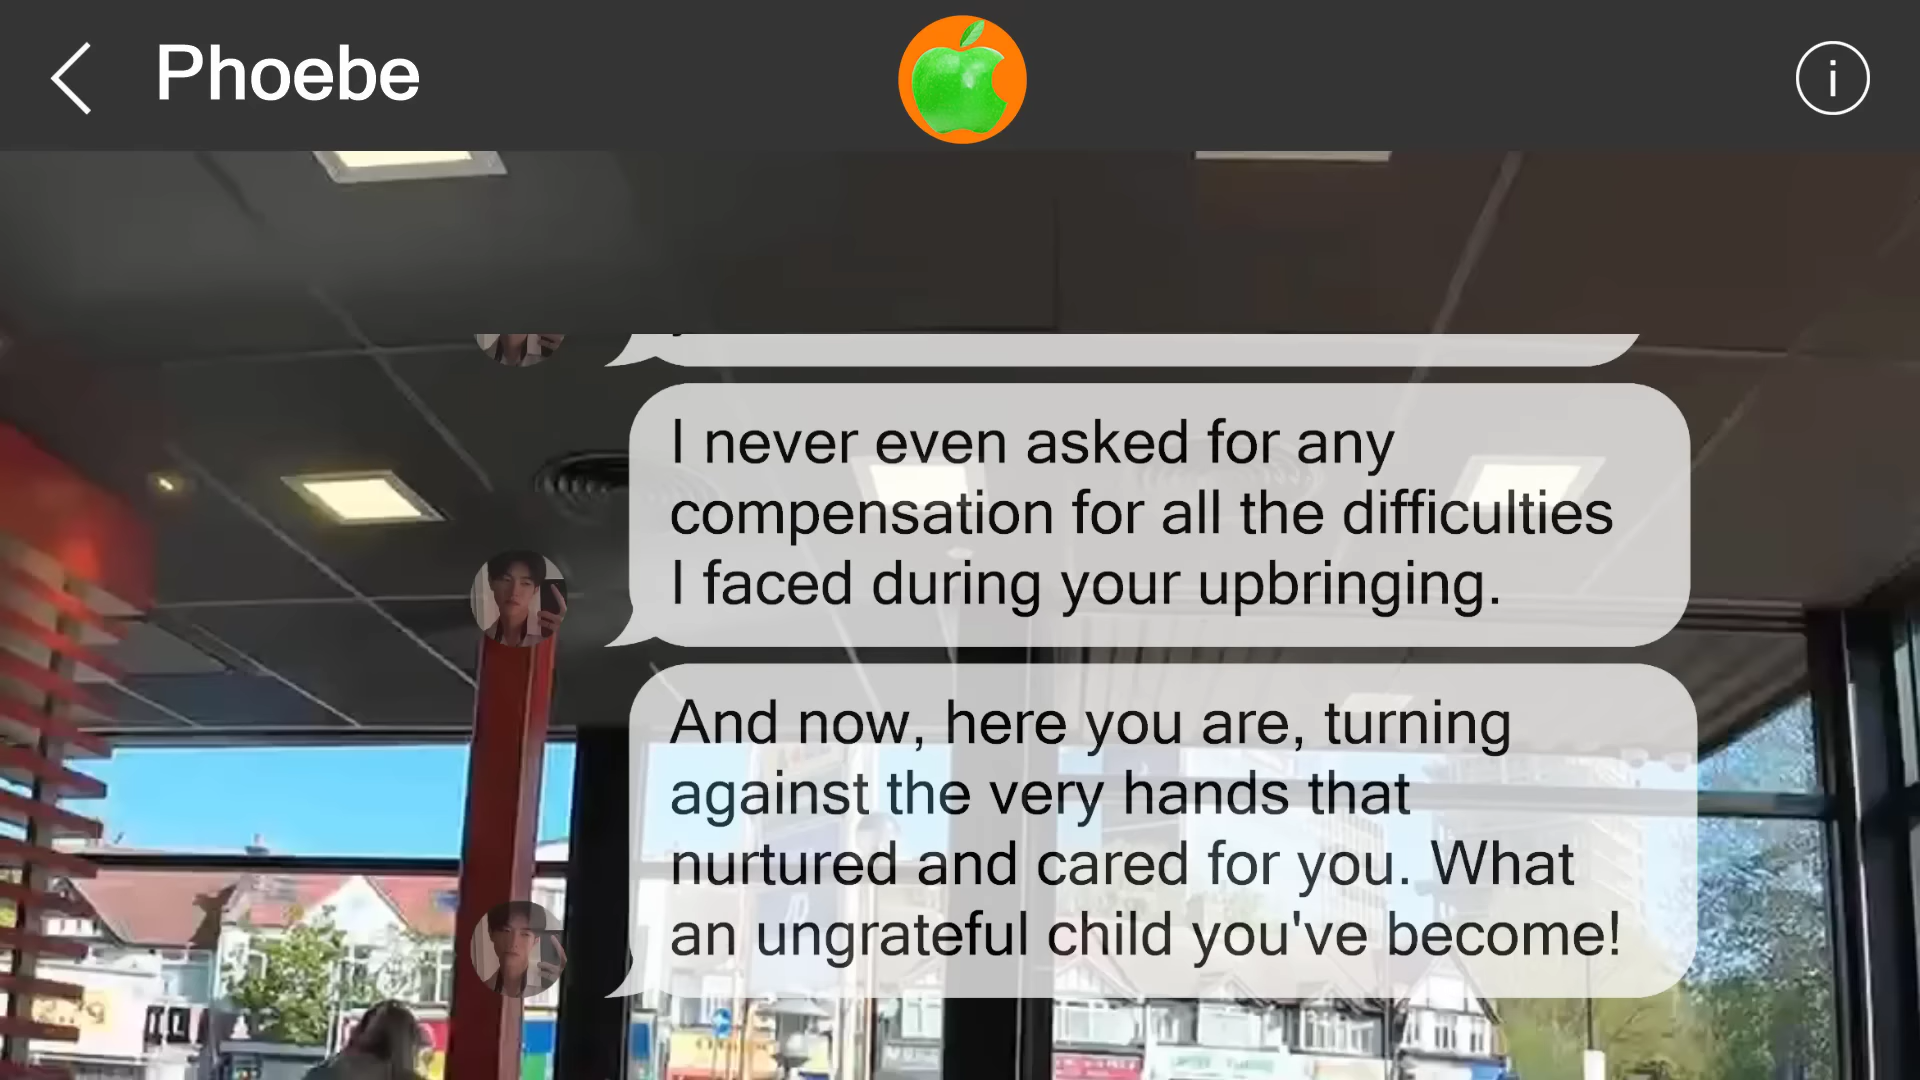 Phoebe
i
I never even asked for any
compensation for all the difficulties
I faced during your upbringing.
And now, here you are, turning
against the very hands that
nurtured and cared for you. What
an ungrateful child you've become!